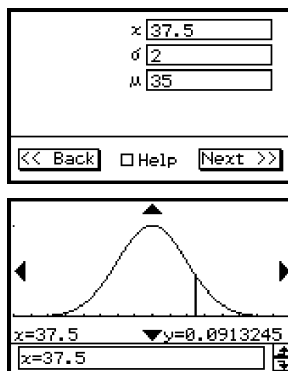 x 37.5
σ 2
μ 35
<< Back □Help Next >>
x=37.5 y=0.0913245
x=37.5